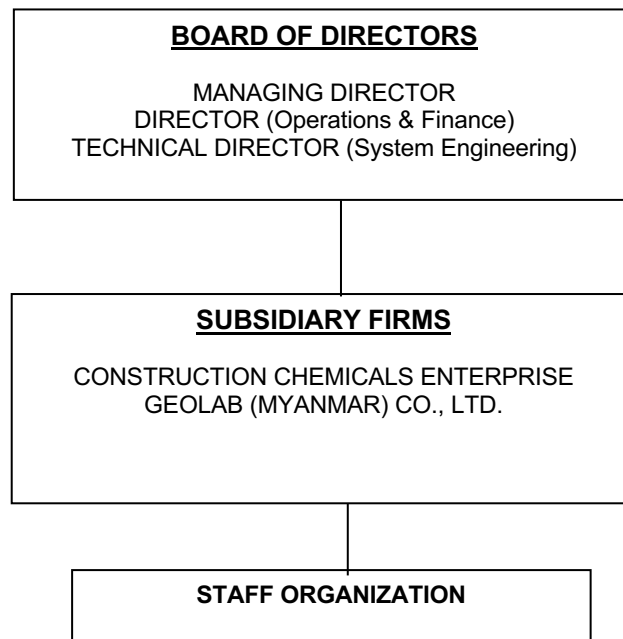 BOARD OF DIRECTORS
MANAGING DIRECTOR
DIRECTOR (Operations & Finance)
TECHNICAL DIRECTOR (System Engineering)
SUBSIDIARY FIRMS
CONSTRUCTION CHEMICALS ENTERPRISE
GEOLAB (MYANMAR) CO., LTD.
STAFF ORGANIZATION